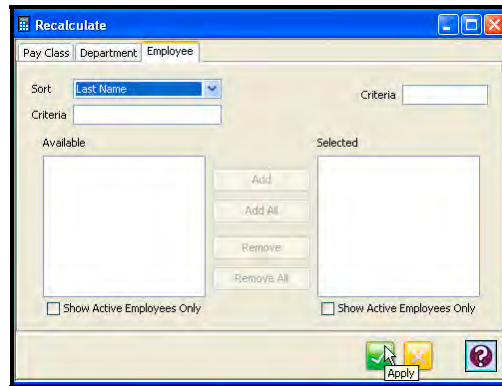 Recalculate
Pay Class Department Employee
Sort Last Name Criteria
Criteria
Available Selected
Add
Add All
Remove
Remove All
Show Active Employees Only Show Active Employees Only
?
Apply